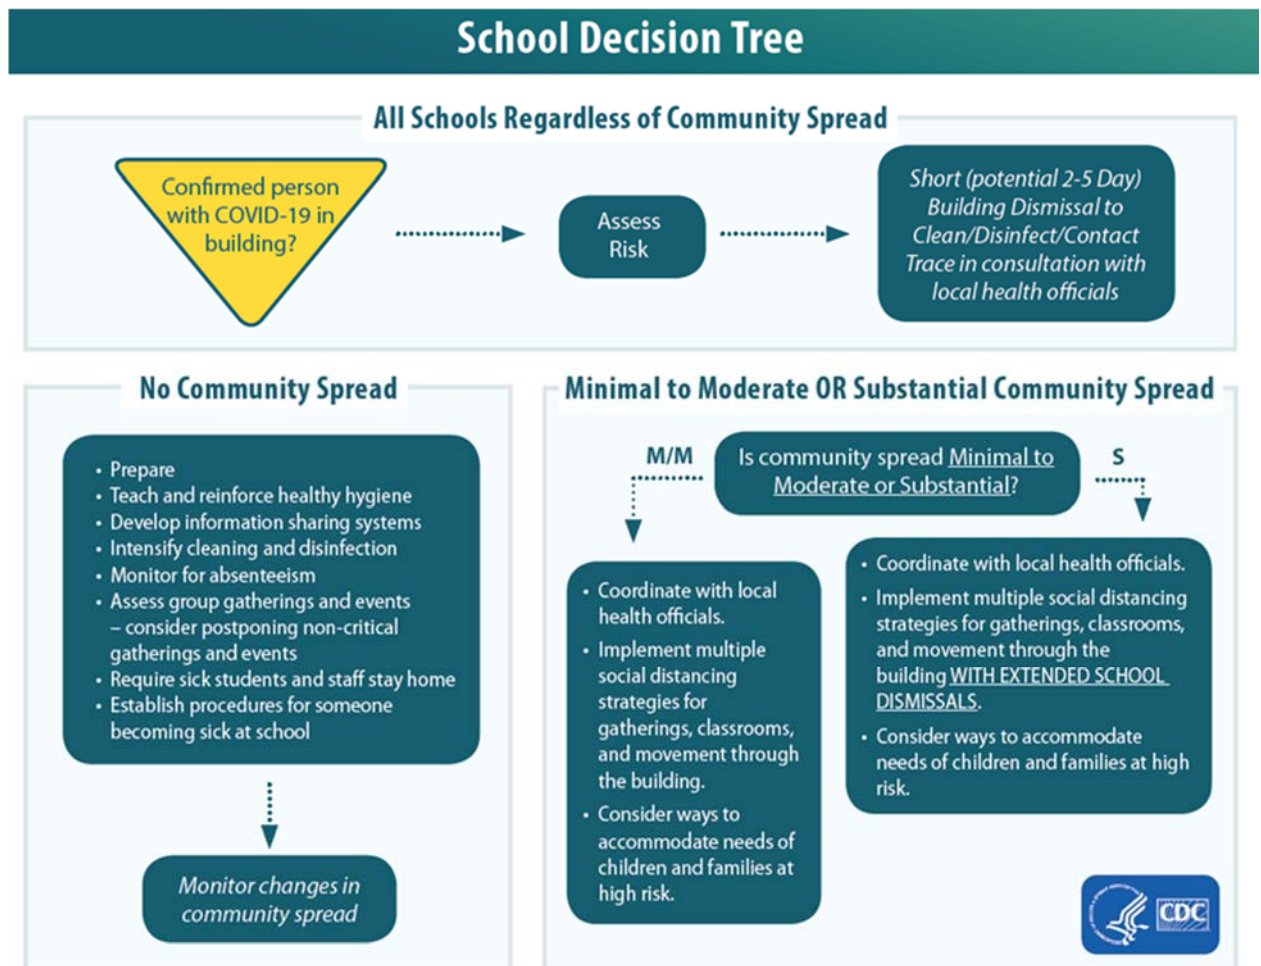 School Decision Tree
All Schools Regardless of Community Spread
Confirmed person
with COVID-19 in
building?
Assess
Risk
Short (potential 2-5 Day)
Building Dismissal to
Clean/Disinfect/Contact
Trace in consultation with
local health officials
No Community Spread
• Prepare
• Teach and reinforce healthy hygiene
• Develop information sharing systems
• Intensify cleaning and disinfection
• Monitor for absenteeism
• Assess group gatherings and events
– consider postponing non-critical
gatherings and events
• Require sick students and staff stay home
• Establish procedures for someone
becoming sick at school
Monitor changes in
community spread
Minimal to Moderate OR Substantial Community Spread
Is community spread Minimal to
Moderate or Substantial?
M/M
• Coordinate with local
health officials.
• Implement multiple
social distancing
strategies for
gatherings, classrooms,
and movement through
the building.
• Consider ways to
accommodate needs of
children and families at
high risk.
S
• Coordinate with local health officials.
• Implement multiple social distancing
strategies for gatherings, classrooms,
and movement through the
building WITH EXTENDED SCHOOL
DISMISSALS.
• Consider ways to accommodate
needs of children and families at high
risk.
CDC